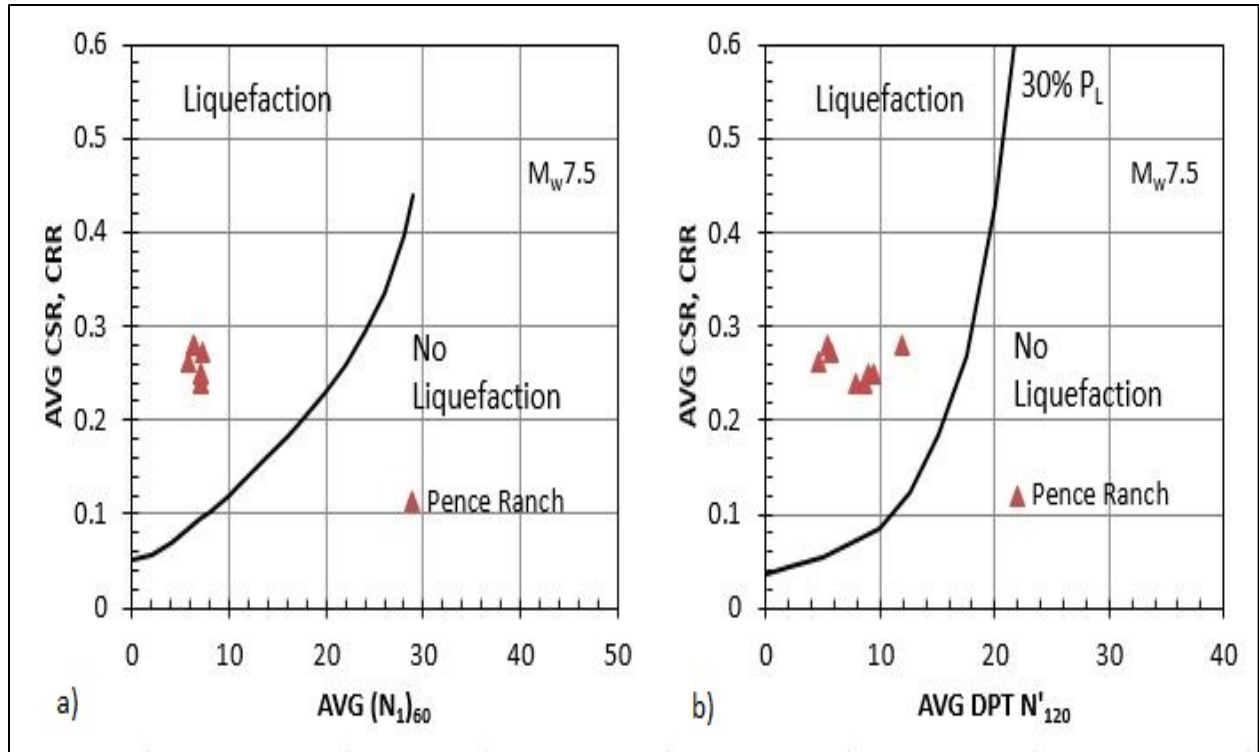 0.6
0.5
0.4
0.3
0.2
0.1
0
AVG CSR, CRR
Liquefaction
M_w7.5
No
Liquefaction
Pence Ranch
0 10 20 30 40 50
a) AVG (N₁)₆₀
0.6
0.5
0.4
0.3
0.2
0.1
0
AVG CSR, CRR
Liquefaction
30% P_L
M_w7.5
No
Liquefaction
Pence Ranch
0 10 20 30 40
b) AVG DPT N'₁₂₀